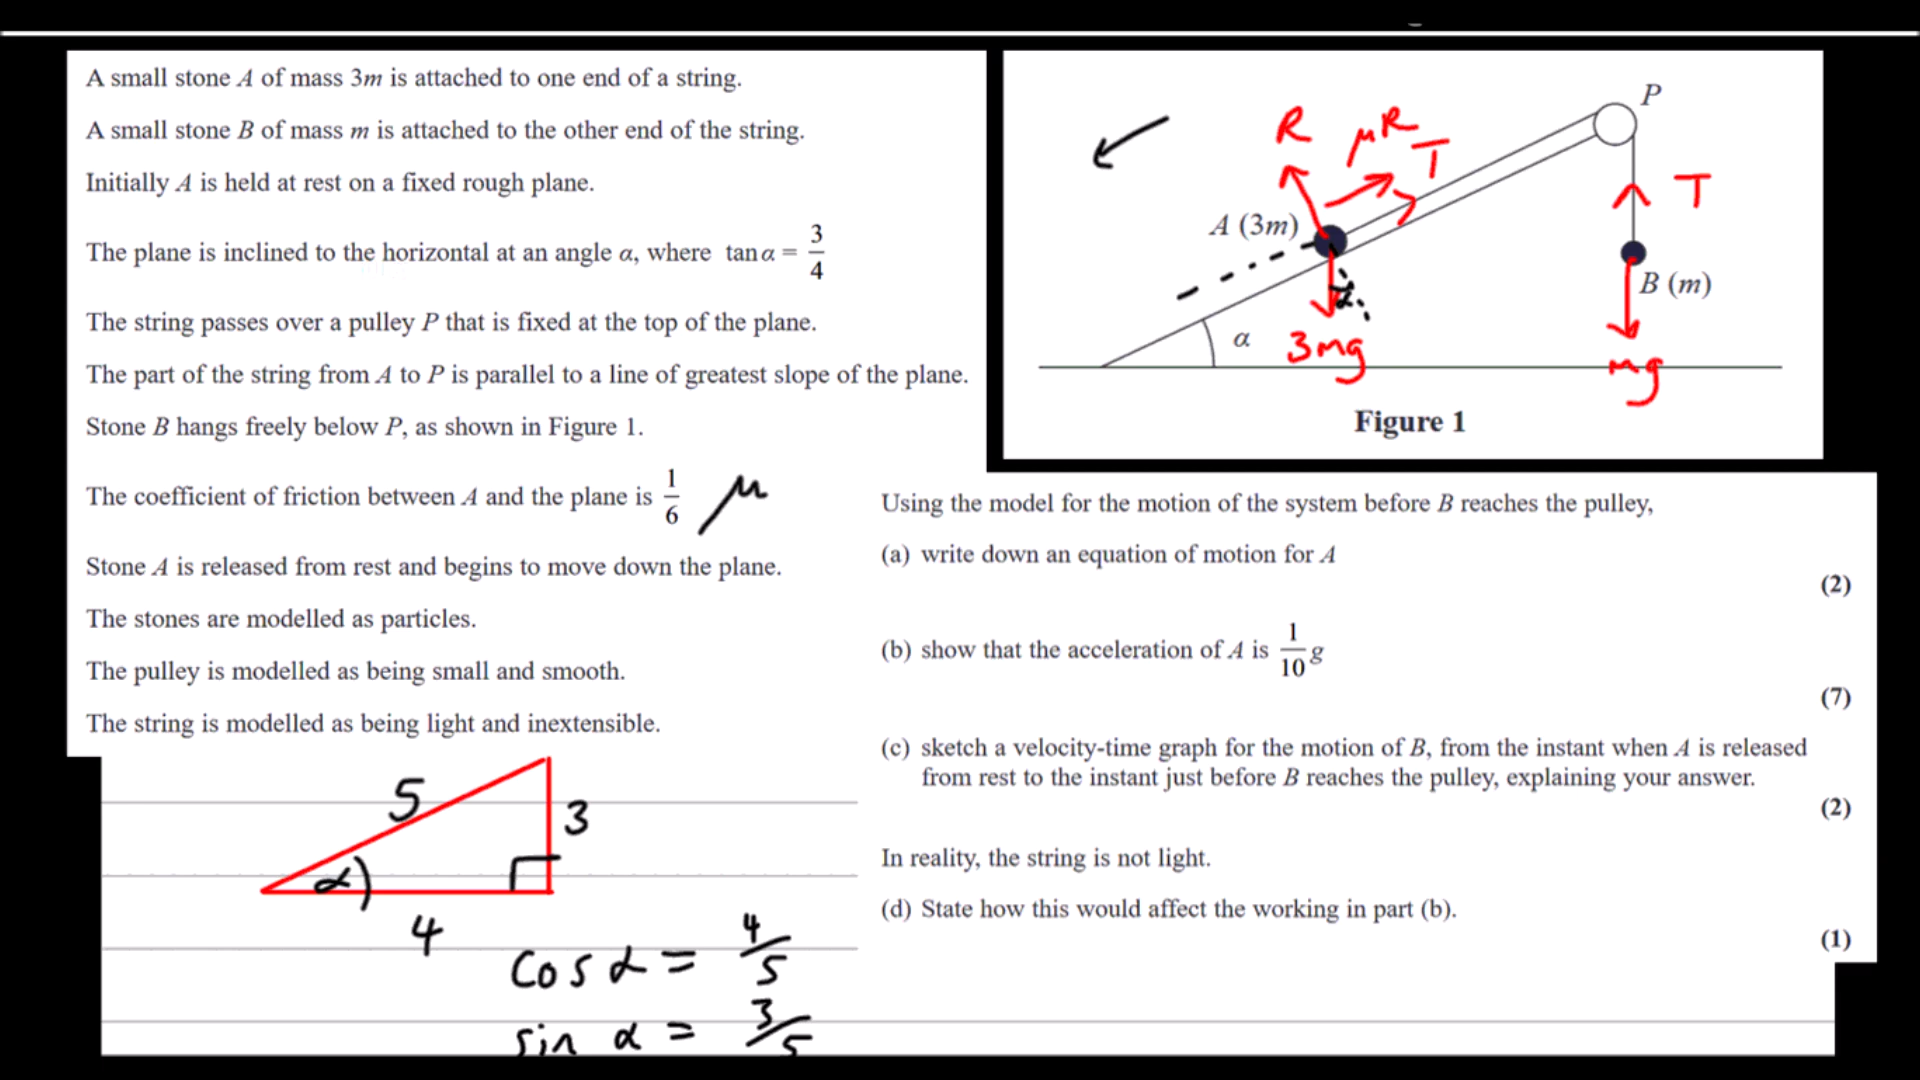 A small stone A of mass 3m is attached to one end of a string.
A small stone B of mass m is attached to the other end of the string.
Initially A is held at rest on a fixed rough plane.
The plane is inclined to the horizontal at an angle α, where tan α = 3/4
The string passes over a pulley P that is fixed at the top of the plane.
The part of the string from A to P is parallel to a line of greatest slope of the plane.
Stone B hangs freely below P, as shown in Figure 1.
The coefficient of friction between A and the plane is 1/6 μ
Stone A is released from rest and begins to move down the plane.
The stones are modelled as particles.
The pulley is modelled as being small and smooth.
The string is modelled as being light and inextensible.
5
3
α
4
cos α = 4/5
sin α = 3/5
P
R
μR
T
T
A (3m)
B (m)
α
α
3mg
mg
Figure 1
Using the model for the motion of the system before B reaches the pulley,
(a) write down an equation of motion for A
(2)
(b) show that the acceleration of A is 1/10 g
(7)
(c) sketch a velocity-time graph for the motion of B, from the instant when A is released
from rest to the instant just before B reaches the pulley, explaining your answer.
(2)
In reality, the string is not light.
(d) State how this would affect the working in part (b).
(1)